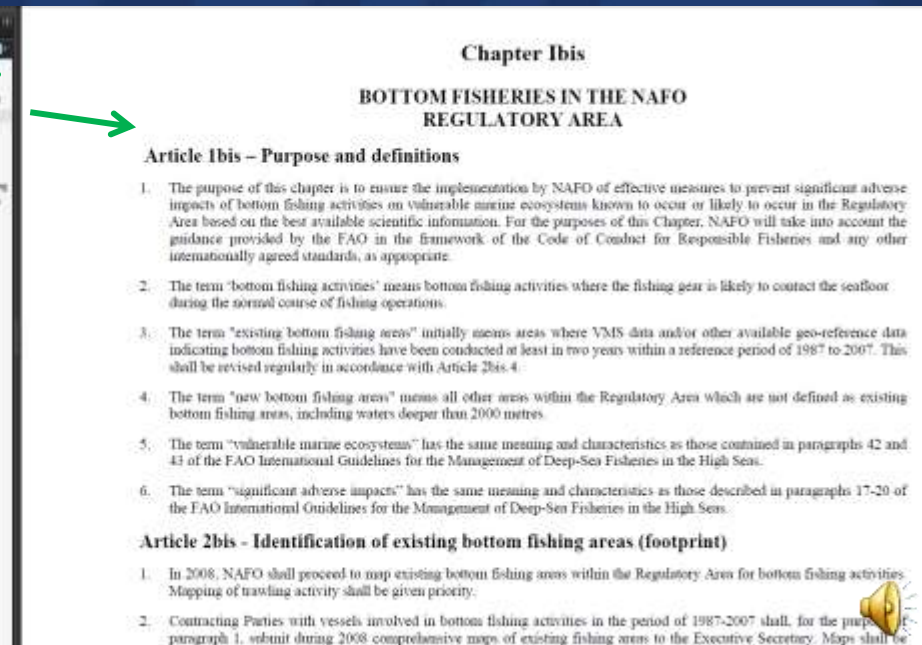 Chapter Ibis
BOTTOM FISHERIES IN THE NAFO
REGULATORY AREA
Article 1bis – Purpose and definitions
1. The purpose of this chapter is to ensure the implementation by NAFO of effective measures to prevent significant adverse
impacts of bottom fishing activities on vulnerable marine ecosystems known to occur or likely to occur in the Regulatory
Area based on the best available scientific information. For the purposes of this Chapter, NAFO will take into account the
guidance provided by the FAO in the framework of the Code of Conduct for Responsible Fisheries and any other
internationally agreed standards, as appropriate.
2. The term 'bottom fishing activities' means bottom fishing activities where the fishing gear is likely to contact the seafloor
during the normal course of fishing operations.
3. The term "existing bottom fishing areas" initially means areas where VMS data and/or other available geo-reference data
indicating bottom fishing activities have been conducted at least in two years within a reference period of 1987 to 2007. This
shall be revised regularly in accordance with Article 2bis.4.
4. The term "new bottom fishing areas" means all other areas within the Regulatory Area which are not defined as existing
bottom fishing areas, including waters deeper than 2000 metres.
5. The term "vulnerable marine ecosystems" has the same meaning and characteristics as those contained in paragraphs 42 and
43 of the FAO International Guidelines for the Management of Deep-Sea Fisheries in the High Seas.
6. The term "significant adverse impacts" has the same meaning and characteristics as those described in paragraphs 17-20 of
the FAO International Guidelines for the Management of Deep-Sea Fisheries in the High Seas.
Article 2bis - Identification of existing bottom fishing areas (footprint)
1. In 2008, NAFO shall proceed to map existing bottom fishing areas within the Regulatory Area for bottom fishing activities.
Mapping of trawling activity shall be given priority.
2. Contracting Parties with vessels involved in bottom fishing activities in the period of 1987-2007 shall, for the
paragraph 1, submit during 2008 comprehensive maps of existing fishing areas to the Executive Secretary. Maps shall be